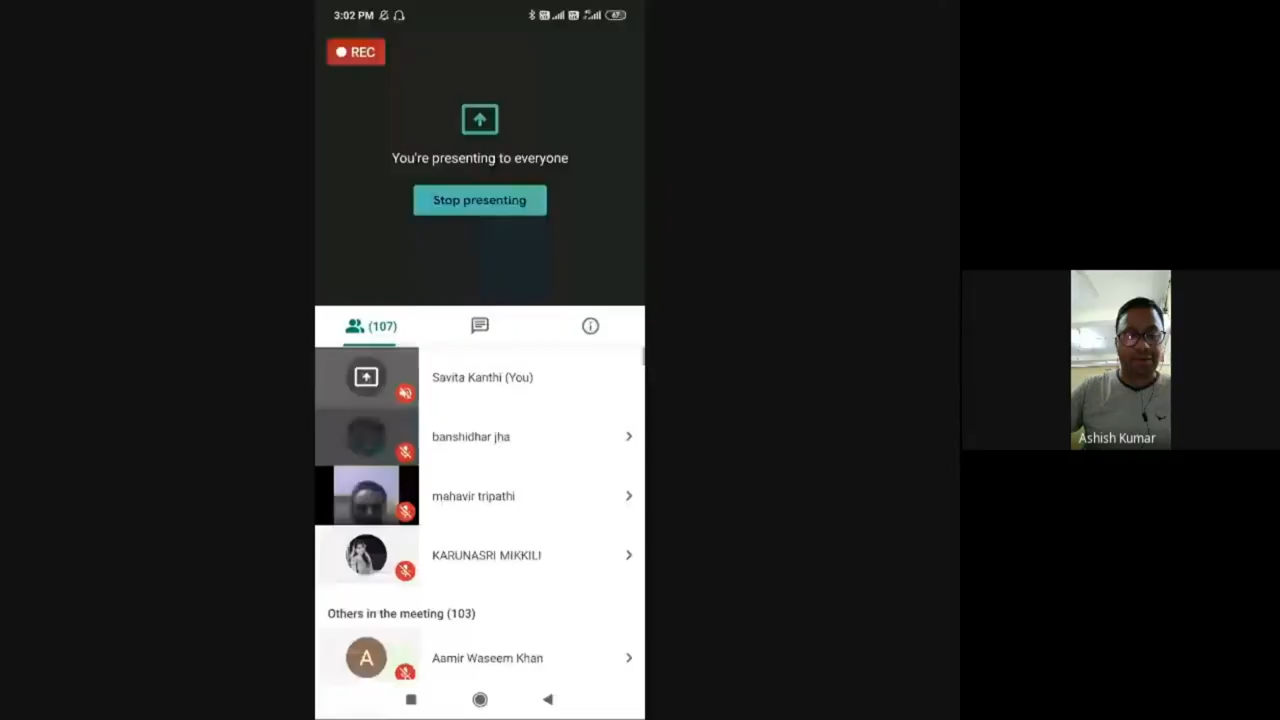 3:02 PM
67
REC
You're presenting to everyone
Stop presenting
(107)
Savita Kanthi (You)
banshidhar jha
mahavir tripathi
KARUNASRI MIKKILI
Others in the meeting (103)
A
Aamir Waseem Khan
Ashish Kumar